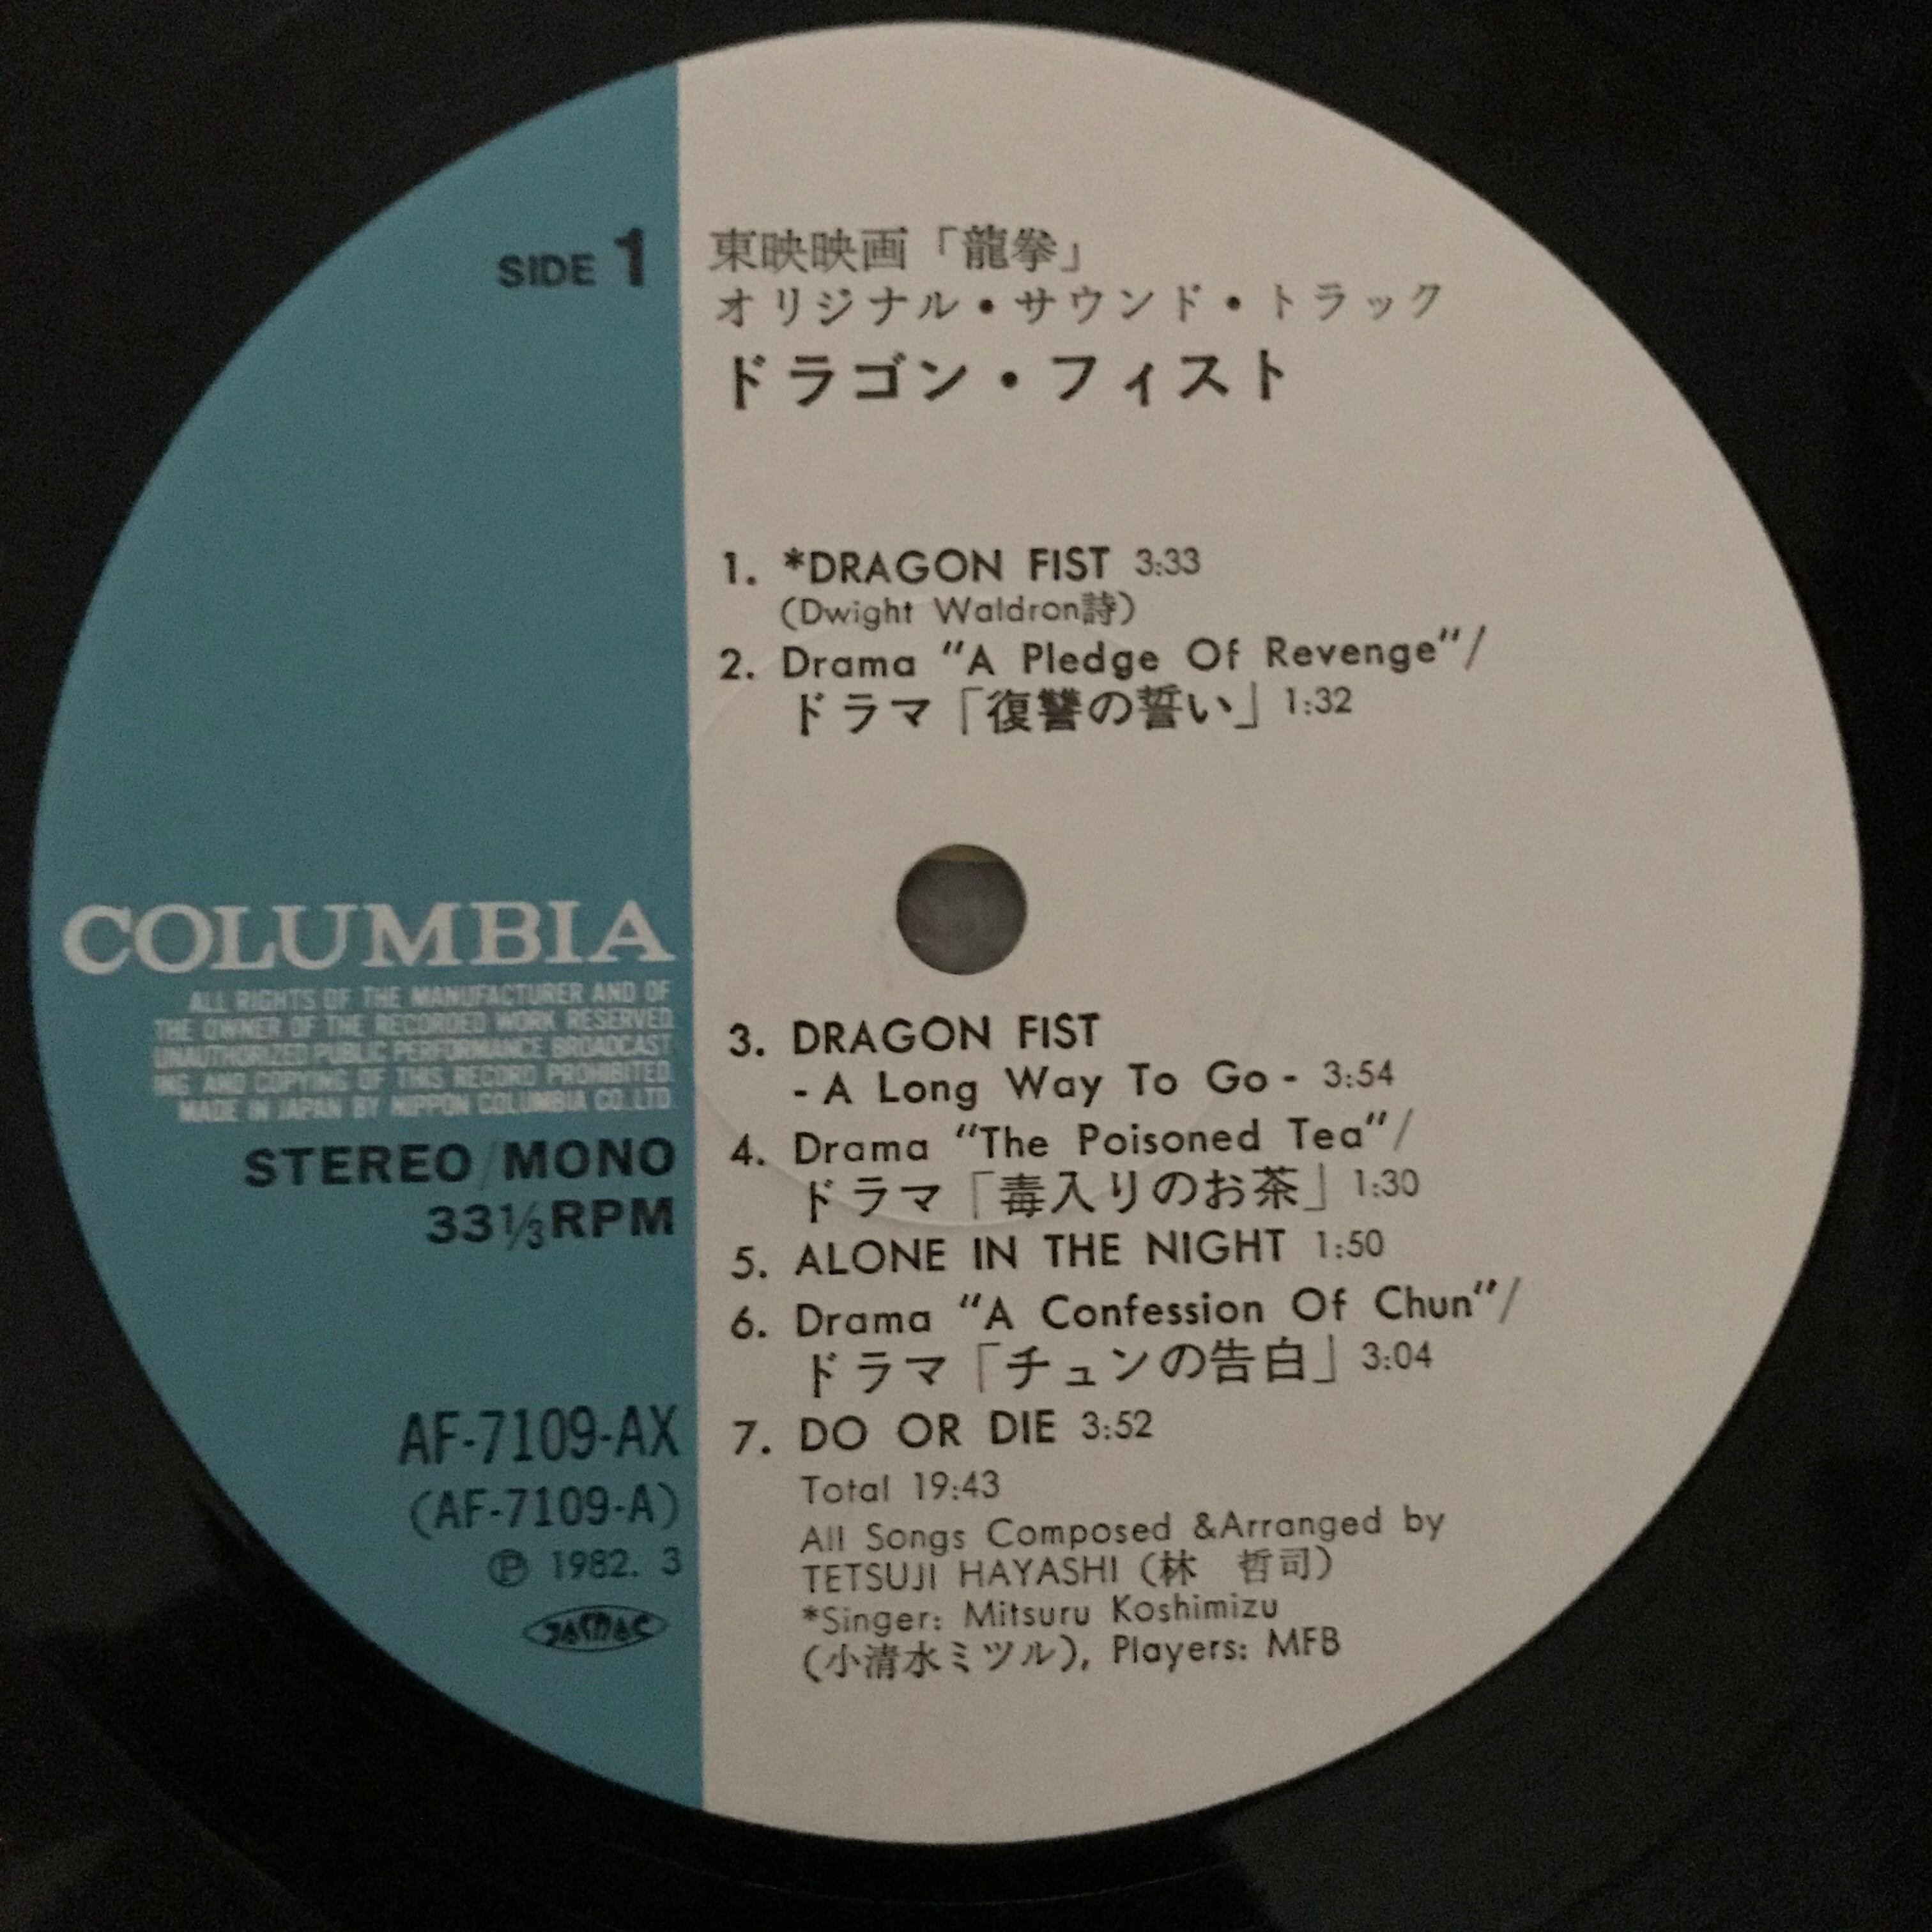 SIDE 1
東映映画「龍拳」
オリジナル・サウンド・トラック
ドラゴン・フィスト
1. *DRAGON FIST 3:33
(Dwight Waldron詩)
2. Drama “A Pledge Of Revenge”/
ドラマ「復讐の誓い」1:32
COLUMBIA
ALL RIGHTS OF THE MANUFACTURER AND OF
THE OWNER OF THE RECORDED WORK RESERVED
UNAUTHORIZED PUBLIC PERFORMANCE BROADCAST
ING AND COPYING OF THIS RECORD PROHIBITED
MADE IN JAPAN BY NIPPON COLUMBIA CO.,LTD.
STEREO/MONO
33⅓RPM
AF-7109-AX
(AF-7109-A)
Ⓟ 1982. 3
JASRAC
3. DRAGON FIST
- A Long Way To Go - 3:54
4. Drama “The Poisoned Tea”/
ドラマ「毒入りのお茶」1:30
5. ALONE IN THE NIGHT 1:50
6. Drama “A Confession Of Chun”/
ドラマ「チュンの告白」3:04
7. DO OR DIE 3:52
Total 19:43
All Songs Composed &Arranged by
TETSUJI HAYASHI (林 哲司)
*Singer: Mitsuru Koshimizu
(小清水ミツル), Players: MFB